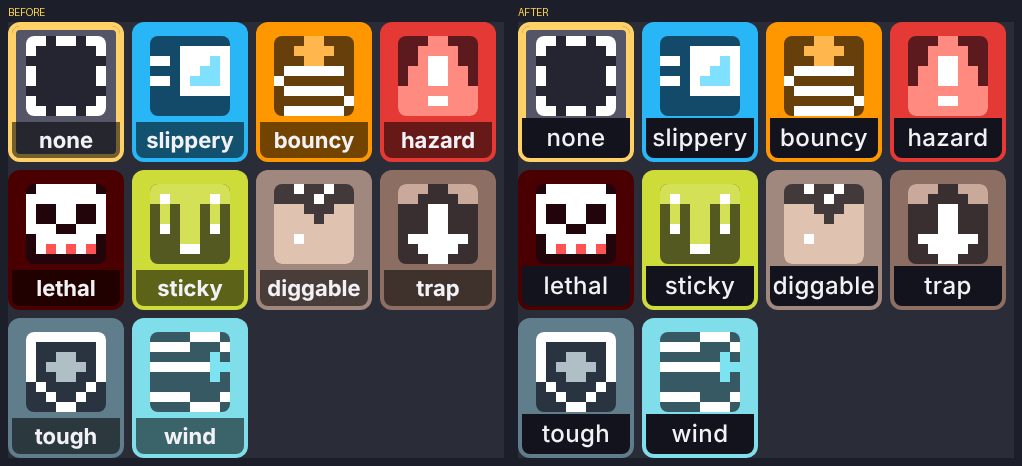 BEFORE
none slippery bouncy hazard
lethal sticky diggable trap
tough wind
AFTER
none slippery bouncy hazard
lethal sticky diggable trap
tough wind